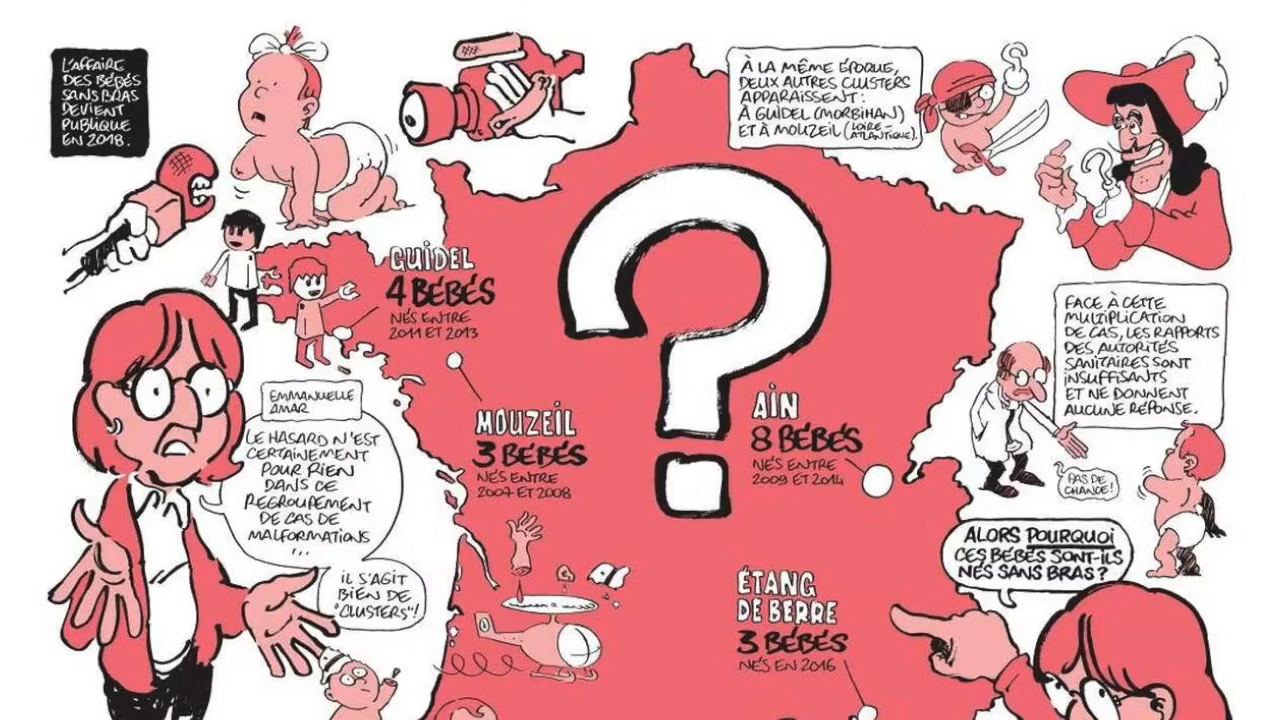 L'AFFAIRE
DES BÉBÉS
SANS BRAS
DEVIENT
PUBLIQUE
EN 2018.
À LA MÊME ÉPOQUE,
DEUX AUTRES CLUSTERS
APPARAISSENT :
À GUIDEL (MORBIHAN)
ET À MOUZEIL (LOIRE-
ATLANTIQUE).
GUIDEL
4 BÉBÉS
NÉS ENTRE
2011 ET 2013
FACE À CETTE
MULTIPLICATION
DE CAS, LES RAPPORTS
DES AUTORITÉS
SANITAIRES SONT
INSUFFISANTS
ET NE DONNENT
AUCUNE RÉPONSE.
EMMANUELLE
AMAR
LE HASARD N'EST
CERTAINEMENT
POUR RIEN
DANS CE
REGROUPEMENT
DE CAS DE
MALFORMATIONS
...
IL S'AGIT
BIEN DE
"CLUSTERS"!
MOUZEIL
3 BÉBÉS
NÉS ENTRE
2007 ET 2008
?
AIN
8 BÉBÉS
NÉS ENTRE
2009 ET 2014
PAS DE
CHANCE!
ALORS POURQUOI
CES BÉBÉS SONT-ILS
NÉS SANS BRAS ?
ÉTANG
DE BERRE
3 BÉBÉS
NÉS EN 2016